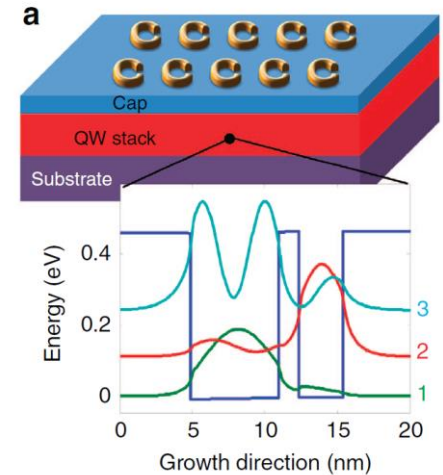 a
Cap
QW stack
Substrate
Energy (eV)
0.4
0.2
0
3
2
1
0 5 10 15 20
Growth direction (nm)